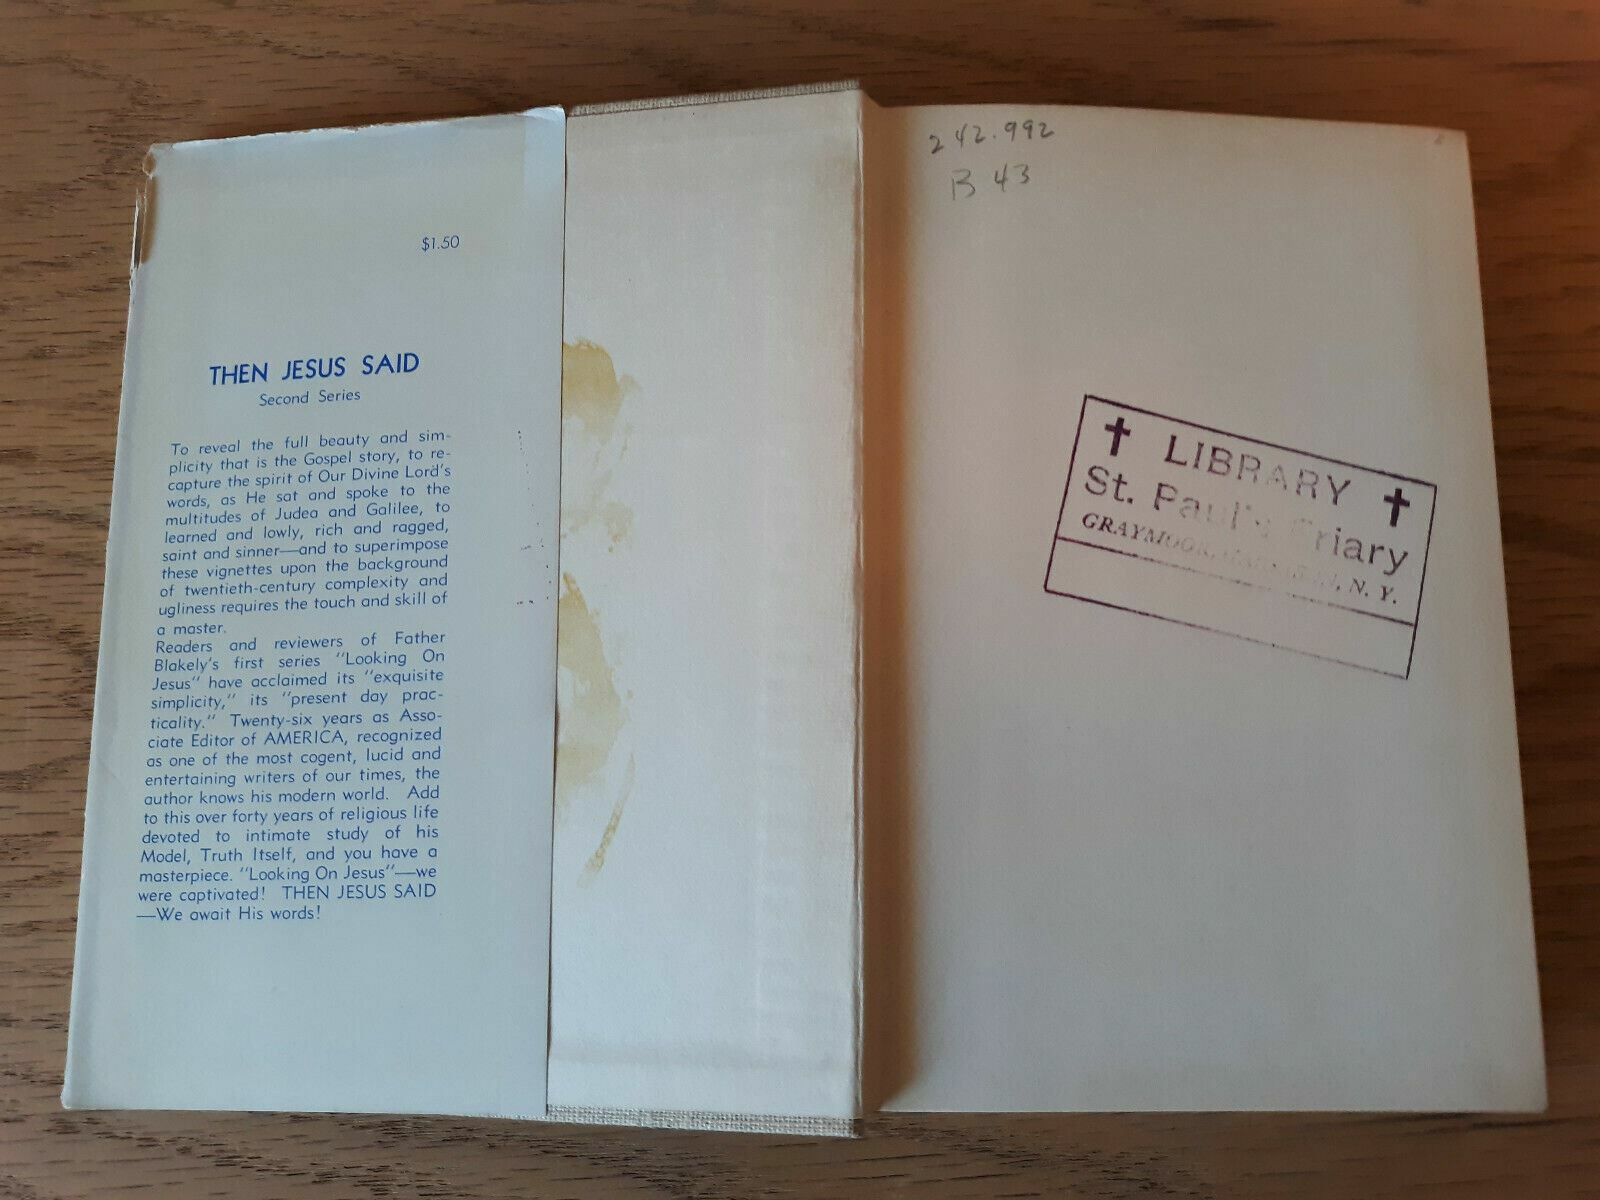 $1.50
THEN JESUS SAID
Second Series
To reveal the full beauty and sim-
plicity that is the Gospel story, to re-
capture the spirit of Our Divine Lord's
words, as He sat and spoke to the
multitudes of Judea and Galilee, to
learned and lowly, rich and ragged,
saint and sinner—and to superimpose
these vignettes upon the background
of twentieth-century complexity and
ugliness requires the touch and skill of
a master.
Readers and reviewers of Father
Blakely's first series "Looking On
Jesus" have acclaimed its "exquisite
simplicity," its "present day prac-
ticality." Twenty-six years as Asso-
ciate Editor of AMERICA, recognized
as one of the most cogent, lucid and
entertaining writers of our times, the
author knows his modern world. Add
to this over forty years of religious life
devoted to intimate study of his
Model, Truth Itself, and you have a
masterpiece. "Looking On Jesus"—we
were captivated! THEN JESUS SAID
—We await His words!
242.992
B 43
LIBRARY
St. Paul's Friary
GRAYMOOR, N. Y.